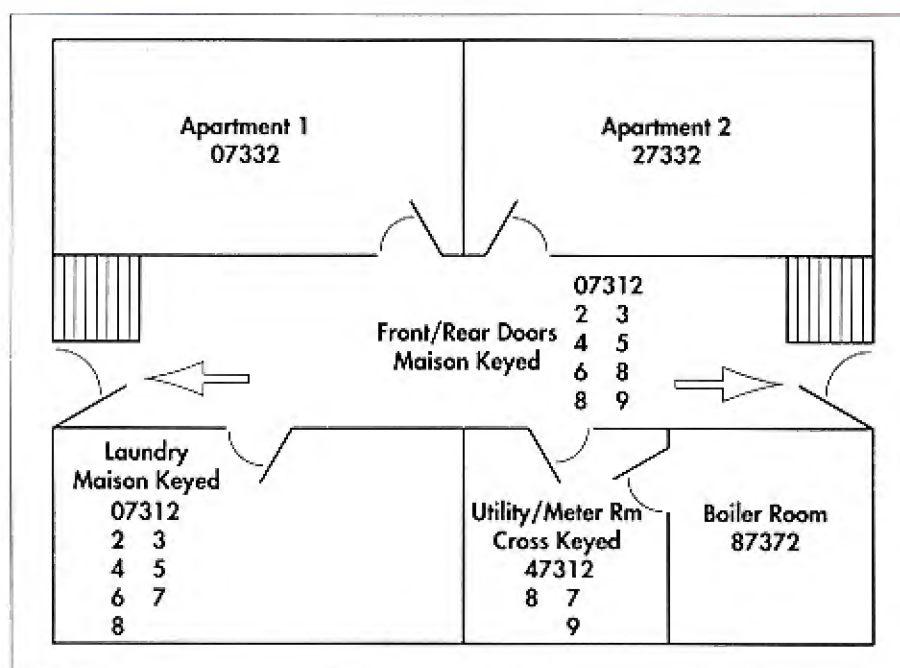 Apartment 1
07332
Apartment 2
27332
Front/Rear Doors
Maison Keyed
07312
2 3
4 5
6 8
8 9
Laundry
Maison Keyed
07312
2 3
4 5
6 7
8
Utility/Meter Rm
Cross Keyed
47312
8 7
9
Boiler Room
87372